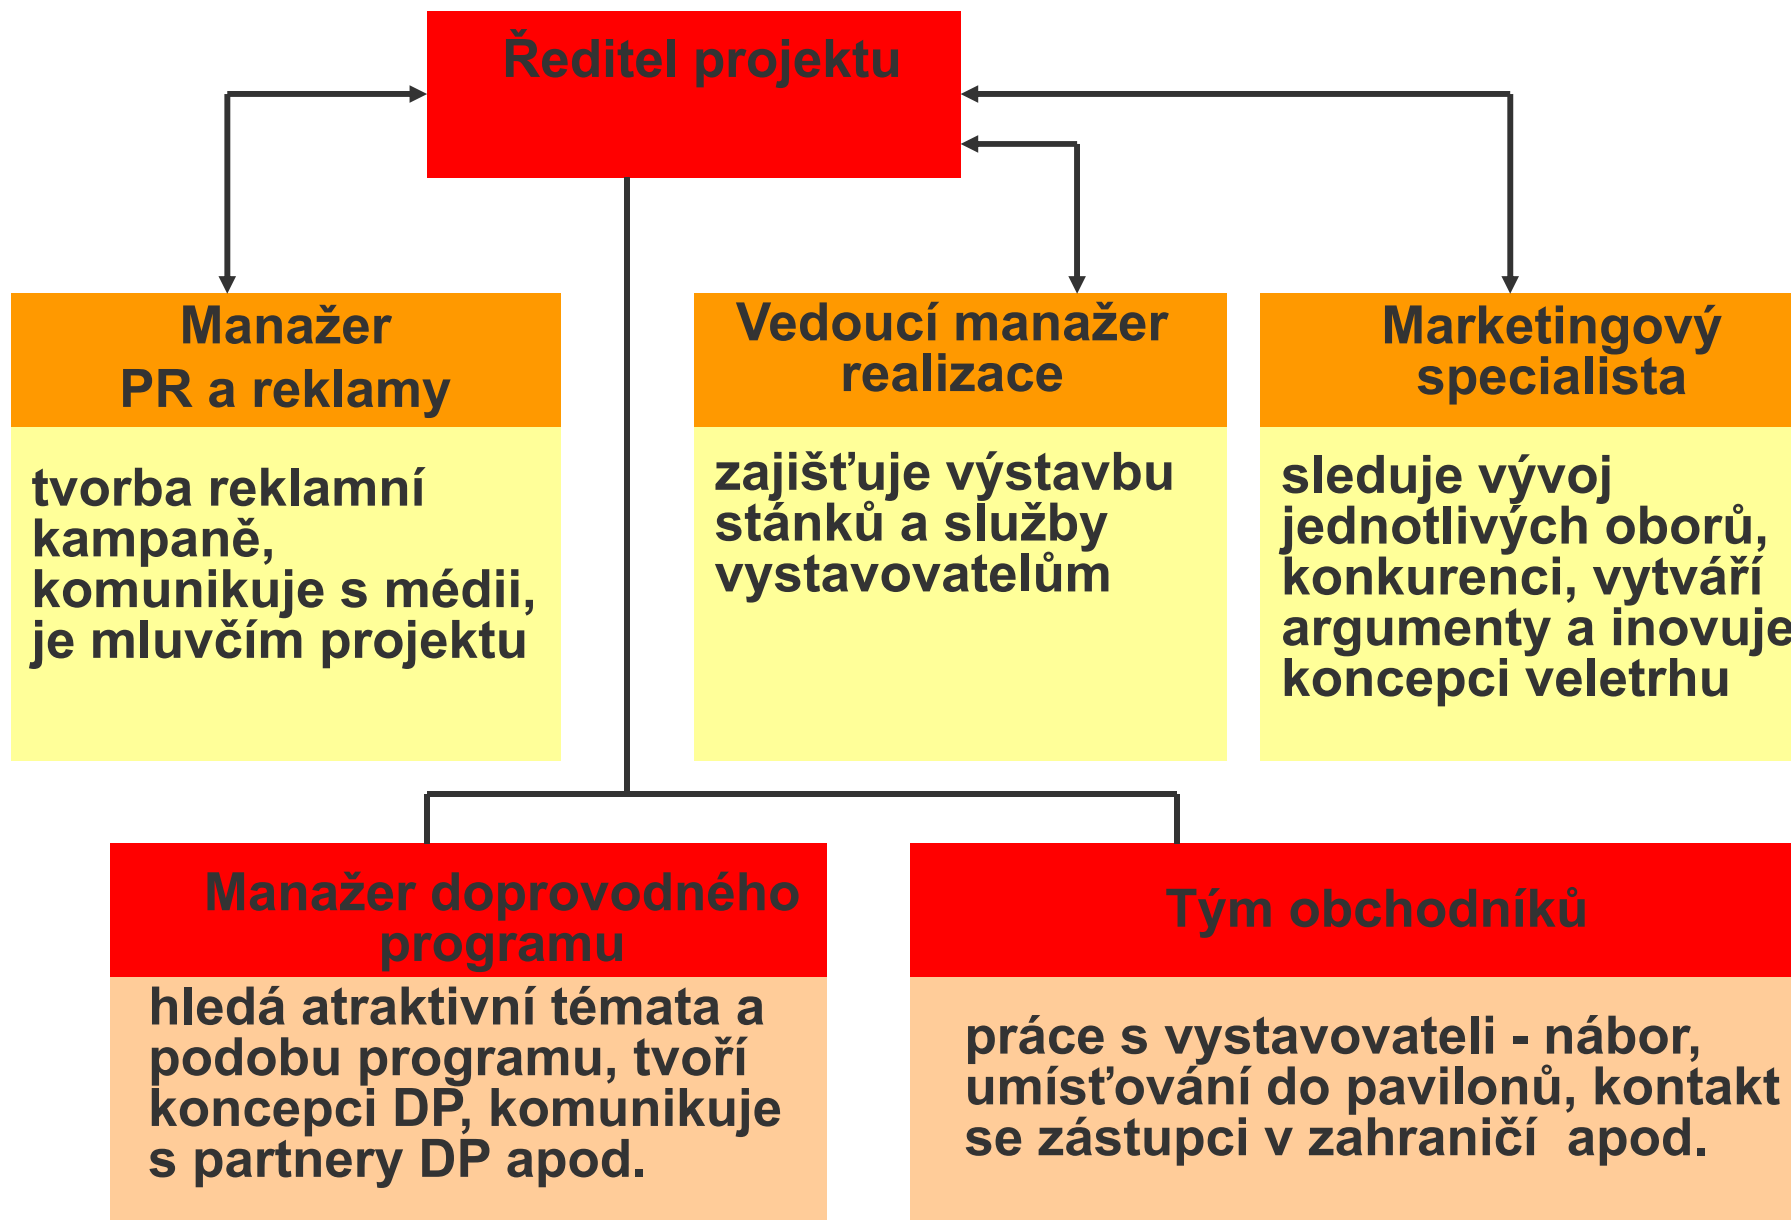 Ředitel projektu
Manažer
PR a reklamy
tvorba reklamní
kampaně,
komunikuje s médii,
je mluvčím projektu
Vedoucí manažer
realizace
zajišťuje výstavbu
stánků a služby
vystavovatelům
Marketingový
specialista
sleduje vývoj
jednotlivých oborů,
konkurenci, vytváří
argumenty a inovuje
koncepci veletrhu
Manažer doprovodného
programu
hledá atraktivní témata a
podobu programu, tvoří
koncepci DP, komunikuje
s partnery DP apod.
Tým obchodníků
práce s vystavovateli - nábor,
umísťování do pavilonů, kontakt
se zástupci v zahraničí  apod.